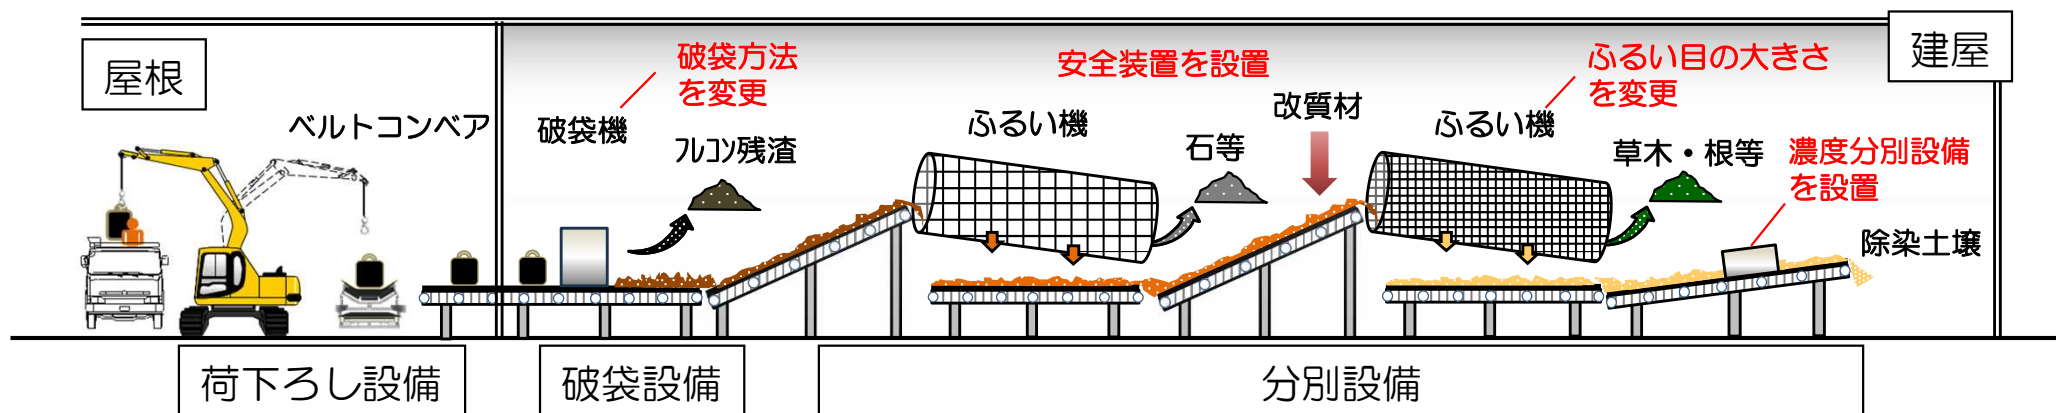 屋根
ベルトコンベア
破袋方法
を変更
破袋機
フレコン残渣
安全装置を設置
ふるい機
石等
改質材
ふるい目の大きさ
を変更
ふるい機
草木・根等
濃度分別設備
を設置
除染土壌
建屋
荷下ろし設備
破袋設備
分別設備